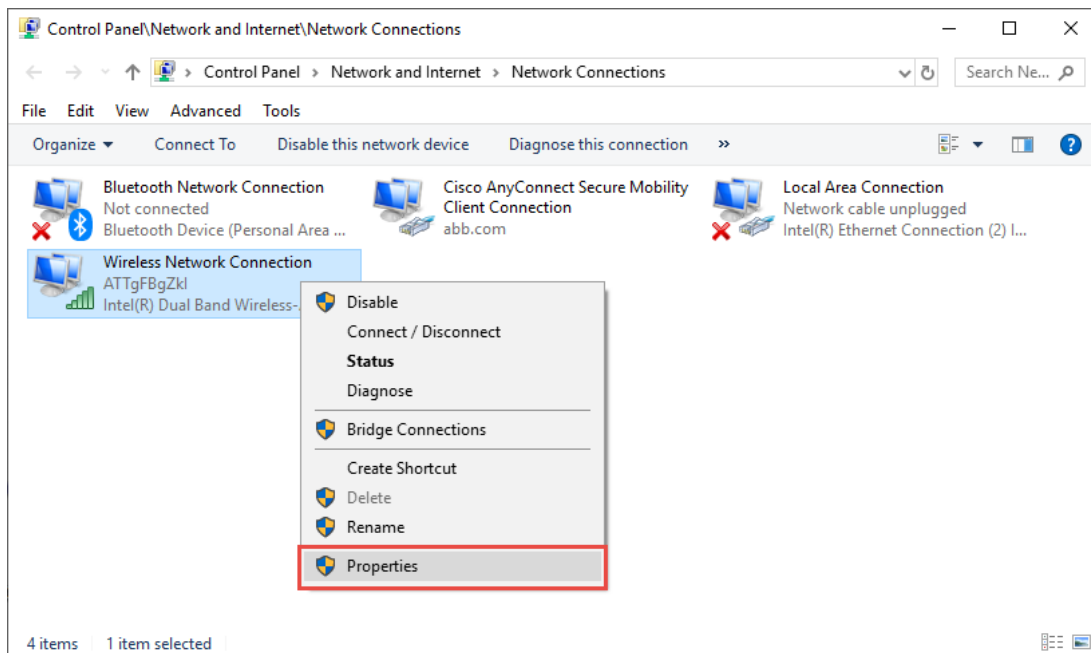 Control Panel\Network and Internet\Network Connections
Control Panel > Network and Internet > Network Connections
Search Ne...
File Edit View Advanced Tools
Organize Connect To Disable this network device Diagnose this connection »
Bluetooth Network Connection
Not connected
Bluetooth Device (Personal Area ...
Cisco AnyConnect Secure Mobility
Client Connection
abb.com
Local Area Connection
Network cable unplugged
Intel(R) Ethernet Connection (2) I...
Wireless Network Connection
ATTgFBgZkI
Intel(R) Dual Band Wireless-...
Disable
Connect / Disconnect
Status
Diagnose
Bridge Connections
Create Shortcut
Delete
Rename
Properties
4 items 1 item selected